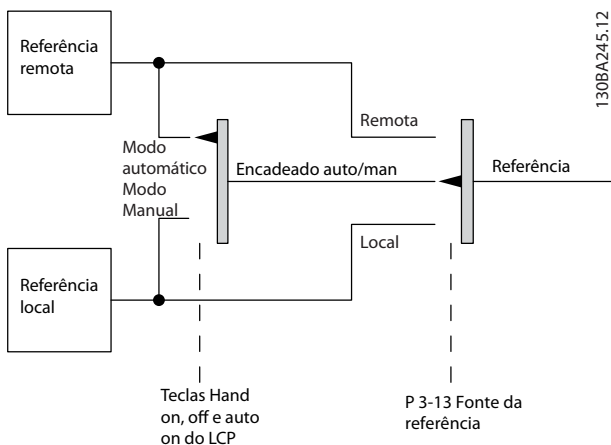 Referência
remota
130BA245.12
Remota
Modo
automático
Modo
Manual
Encadeado auto/man
Referência
Local
Referência
local
Teclas Hand
on, off e auto
on do LCP
P 3-13 Fonte da
referência